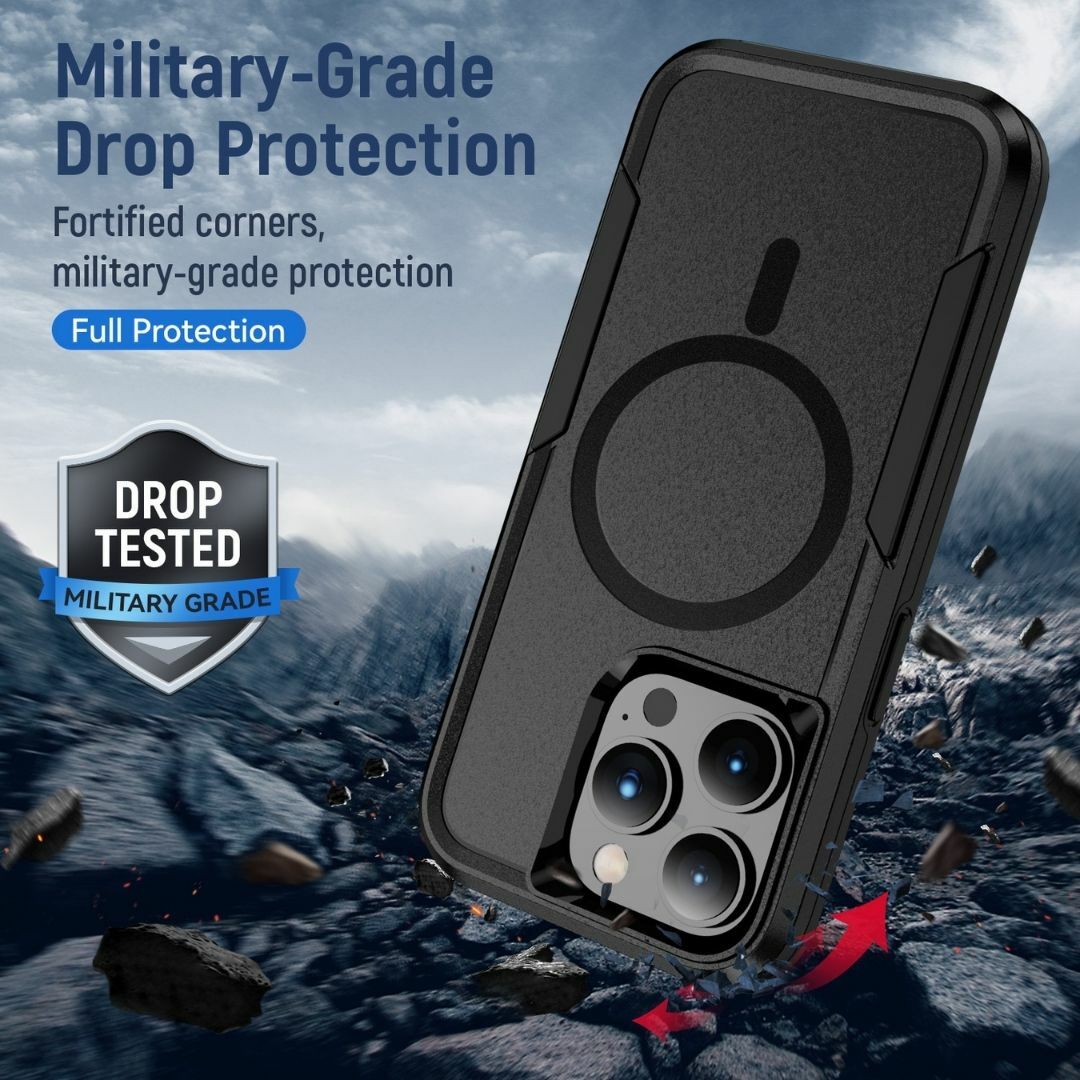 Military-Grade
Drop Protection
Fortified corners,
military-grade protection
Full Protection
DROP
TESTED
MILITARY GRADE